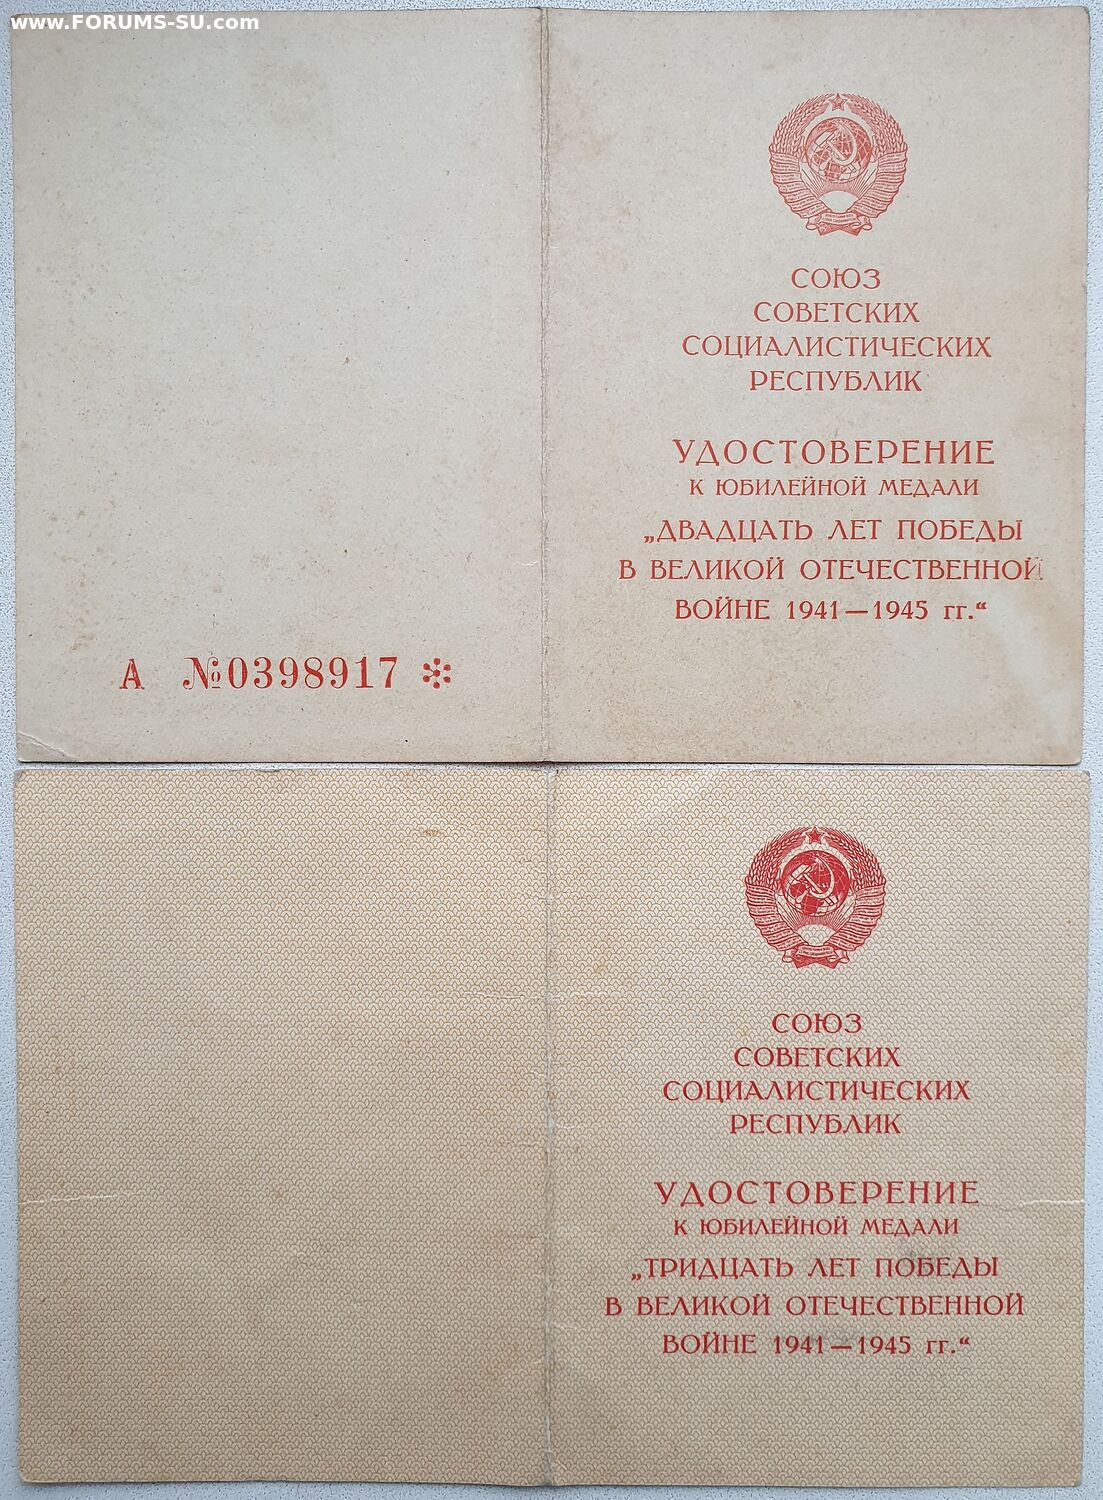 www.FORUMS-SU.com
СОЮЗ
СОВЕТСКИХ
СОЦИАЛИСТИЧЕСКИХ
РЕСПУБЛИК
УДОСТОВЕРЕНИЕ
К ЮБИЛЕЙНОЙ МЕДАЛИ
„ДВАДЦАТЬ ЛЕТ ПОБЕДЫ
В ВЕЛИКОЙ ОТЕЧЕСТВЕННОЙ
ВОЙНЕ 1941—1945 гг.“
А №0398917
СОЮЗ
СОВЕТСКИХ
СОЦИАЛИСТИЧЕСКИХ
РЕСПУБЛИК
УДОСТОВЕРЕНИЕ
К ЮБИЛЕЙНОЙ МЕДАЛИ
„ТРИДЦАТЬ ЛЕТ ПОБЕДЫ
В ВЕЛИКОЙ ОТЕЧЕСТВЕННОЙ
ВОЙНЕ 1941—1945 гг.“